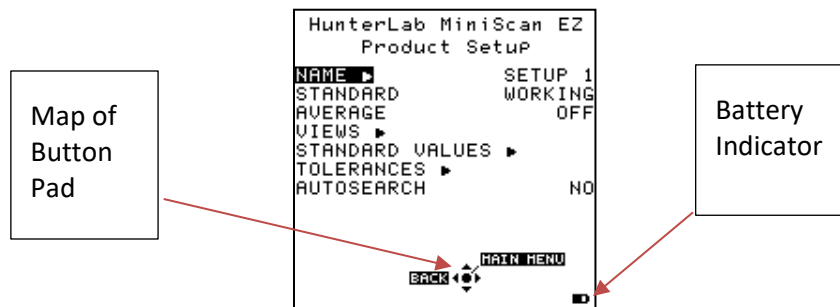 HunterLab MiniScan EZ
Product Setup
NAME ▶ SETUP 1
STANDARD WORKING
AVERAGE OFF
VIEWS ▶
STANDARD VALUES ▶
TOLERANCES ▶
AUTOSEARCH NO
MAIN MENU
BACK
Map of
Button
Pad
Battery
Indicator